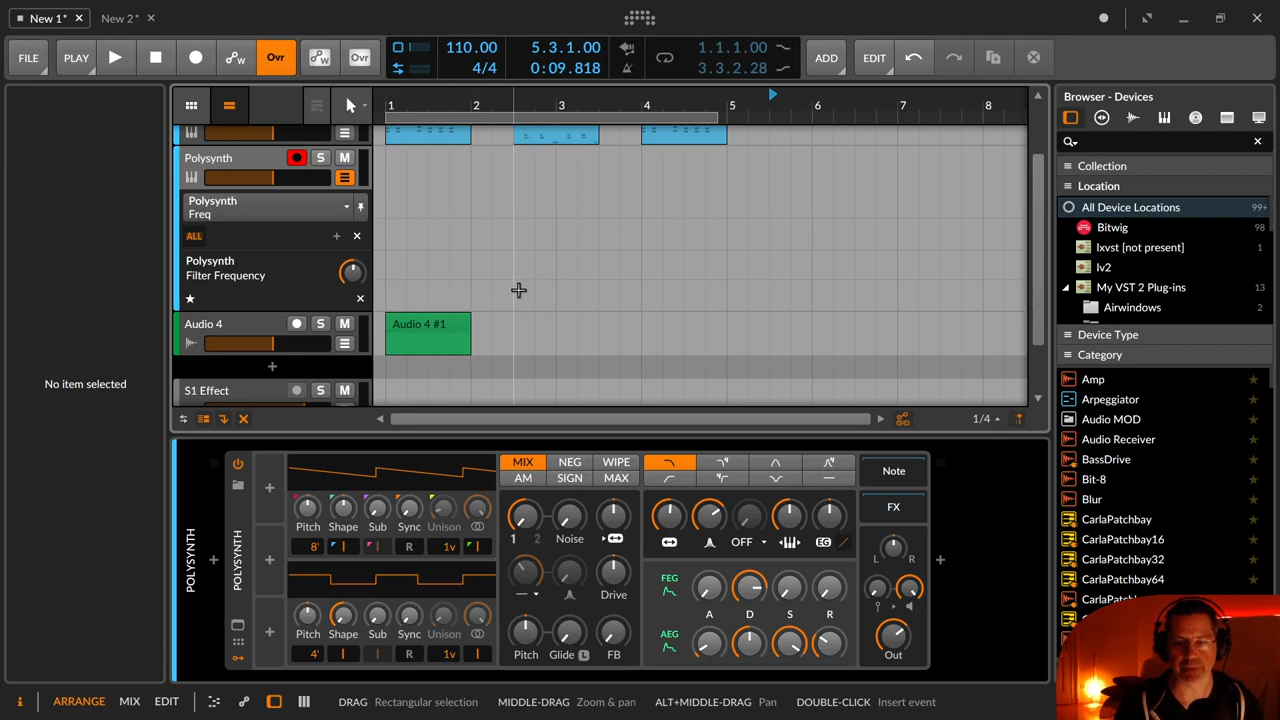 New 1* ×
New 2* ×
FILE
PLAY
Ovr
110.00
4/4
5.3.1.00
0:09.818
Ovr
1.1.1.00
3.3.2.28
ADD
EDIT
1 2 3 4 5 6 7 8
Polysynth
S M
Polysynth
Freq
ALL
Polysynth
Filter Frequency
Audio 4
S M
Audio 4 #1
S1 Effect
S M
1/4
No item selected
Browser - Devices
Collection
Location
All Device Locations 99+
Bitwig 98
lxvst [not present] 1
lv2
My VST 2 Plug-ins 13
Airwindows 2
Device Type
Category
Amp
Arpeggiator
Audio MOD
Audio Receiver
BassDrive
Bit-8
Blur
CarlaPatchbay
CarlaPatchbay32
CarlaPatchbay64
POLYSYNTH
POLYSYNTH
Pitch Shape Sub Sync Unison
8' R 1v
Pitch Shape Sub Sync Unison
4' R 1v
MIX NEG WIPE
AM SIGN MAX
1 2 Noise
Drive
Pitch Glide L FB
OFF EG
FEG
A D S R
AEG
Note
FX
L R
Out
ARRANGE MIX EDIT
DRAG Rectangular selection
MIDDLE-DRAG Zoom & pan
ALT+MIDDLE-DRAG Pan
DOUBLE-CLICK Insert event